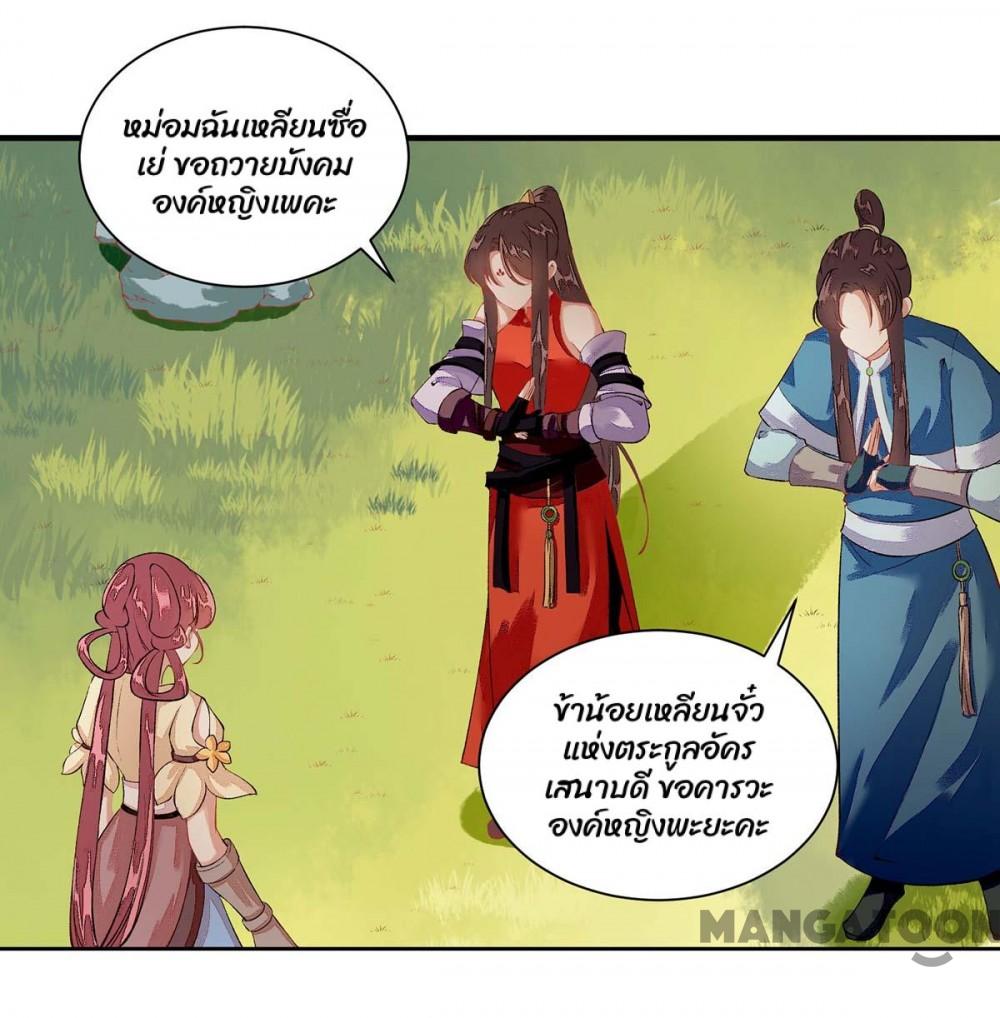 หม่อมฉันเหลียนซื่อ
เย่ ขอถวายบังคม
องค์หญิงเพคะ
ข้าน้อยเหลียนจั๋ว
แห่งตระกูลอัคร
เสนาบดี ขอคารวะ
องค์หญิงพะยะคะ
MANGATOON